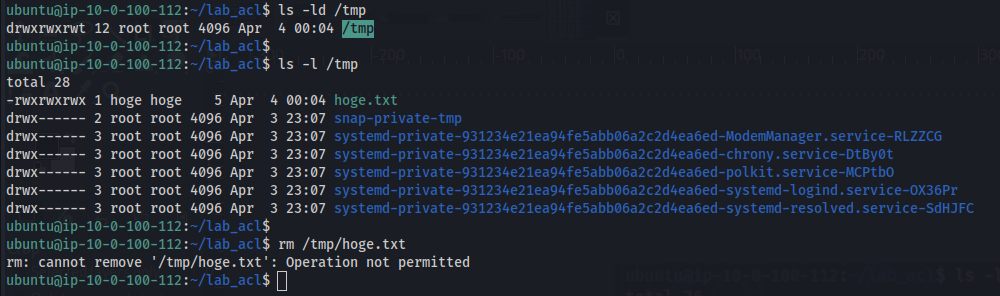 ubuntu@ip-10-0-100-112:~/lab_acl$ ls -ld /tmp
drwxrwxrwt 12 root root 4096 Apr  4 00:04 /tmp
ubuntu@ip-10-0-100-112:~/lab_acl$
ubuntu@ip-10-0-100-112:~/lab_acl$ ls -l /tmp
total 28
-rwxrwxrwx 1 hoge hoge    5 Apr  4 00:04 hoge.txt
drwx------ 2 root root 4096 Apr  3 23:07 snap-private-tmp
drwx------ 3 root root 4096 Apr  3 23:07 systemd-private-931234e21ea94fe5abb06a2c2d4ea6ed-ModemManager.service-RLZZCG
drwx------ 3 root root 4096 Apr  3 23:07 systemd-private-931234e21ea94fe5abb06a2c2d4ea6ed-chrony.service-DtBy0t
drwx------ 3 root root 4096 Apr  3 23:07 systemd-private-931234e21ea94fe5abb06a2c2d4ea6ed-polkit.service-MCPtbO
drwx------ 3 root root 4096 Apr  3 23:07 systemd-private-931234e21ea94fe5abb06a2c2d4ea6ed-systemd-logind.service-OX36Pr
drwx------ 3 root root 4096 Apr  3 23:07 systemd-private-931234e21ea94fe5abb06a2c2d4ea6ed-systemd-resolved.service-SdHJFC
ubuntu@ip-10-0-100-112:~/lab_acl$
ubuntu@ip-10-0-100-112:~/lab_acl$ rm /tmp/hoge.txt
rm: cannot remove '/tmp/hoge.txt': Operation not permitted
ubuntu@ip-10-0-100-112:~/lab_acl$